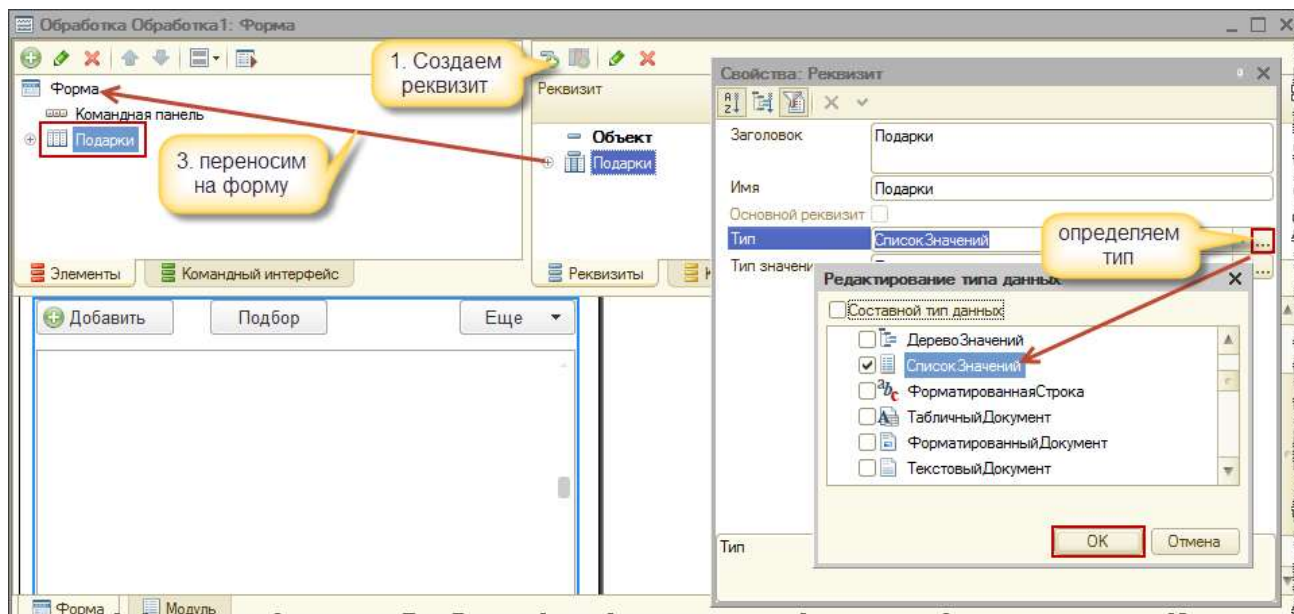 Обработка Обработка1: Форма
1. Создаем
реквизит
Форма
Командная панель
Подарки
3. переносим
на форму
Элементы
Командный интерфейс
Реквизит
Объект
Подарки
Реквизиты
Свойства: Реквизит
Заголовок
Подарки
Имя
Подарки
Основной реквизит
Тип
СписокЗначений
определяем
тип
Тип значени
Редактирование типа данных
Составной тип данных
ДеревоЗначений
СписокЗначений
ФорматированнаяСтрока
ТабличныйДокумент
ФорматированныйДокумент
ТекстовыйДокумент
OK
Отмена
Тип
Добавить
Подбор
Еще
Форма
Модуль